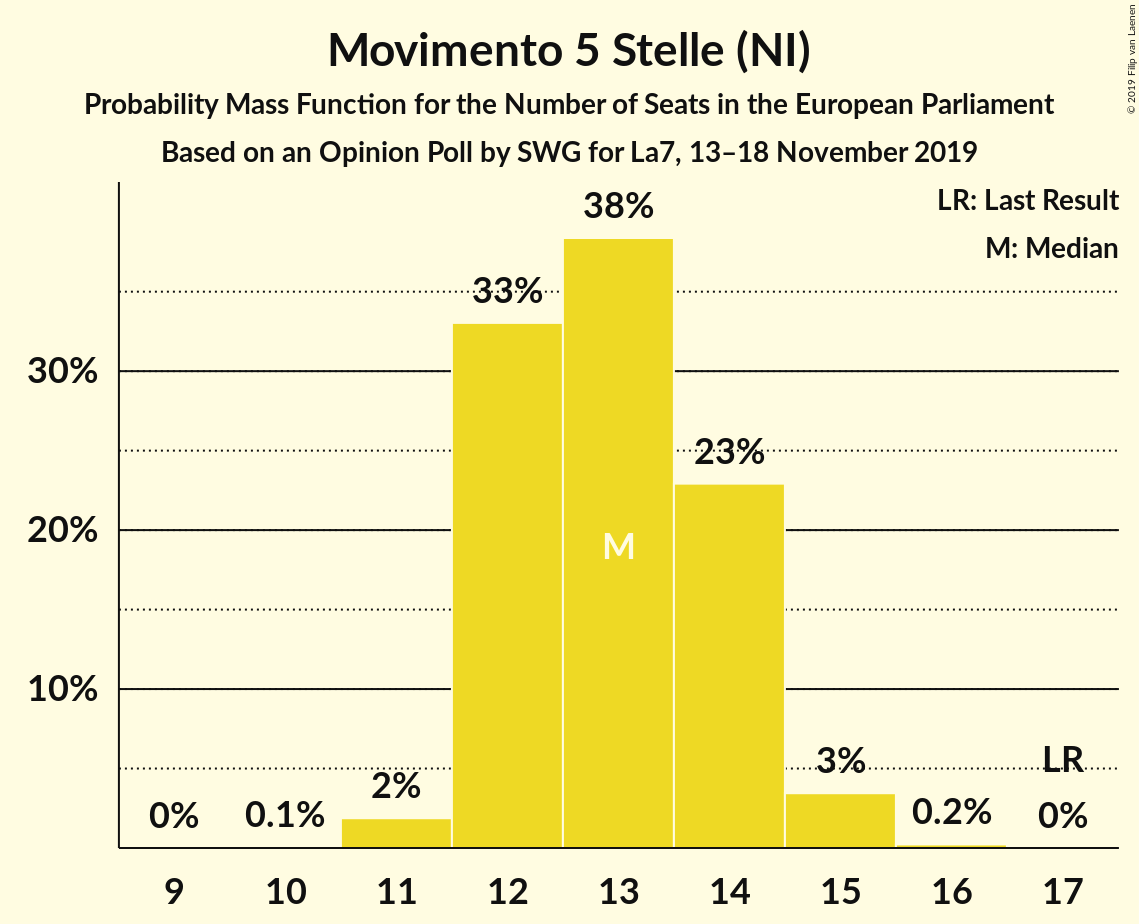 Movimento 5 Stelle (NI)
Probability Mass Function for the Number of Seats in the European Parliament
Based on an Opinion Poll by SWG for La7, 13–18 November 2019
© 2019 Filip van Laenen
LR: Last Result
M: Median
38%
33%
30%
23%
20%
M
10%
3%
LR
2%
0%
0.1%
0.2%
0%
9 10 11 12 13 14 15 16 17